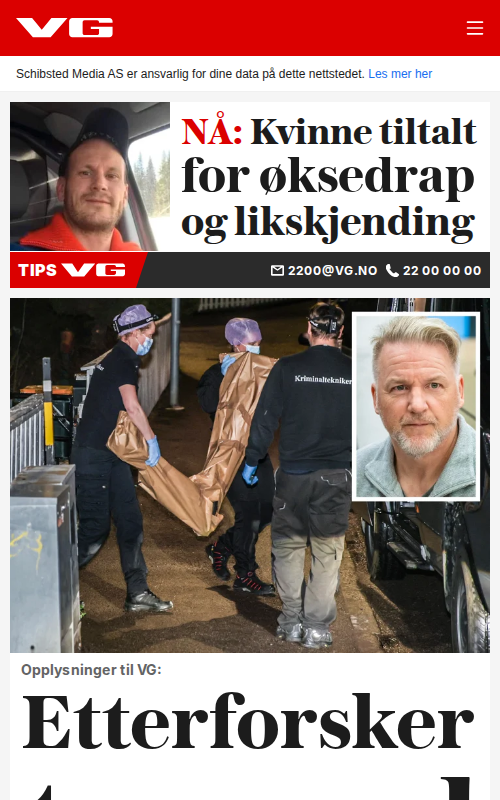 VG
Schibsted Media AS er ansvarlig for dine data på dette nettstedet. Les mer her
NÅ: Kvinne tiltalt
for øksedrap
og likskjending
TIPS VG
2200@VG.NO 22 00 00 00
Kriminaltekniker
Opplysninger til VG:
Etterforsker